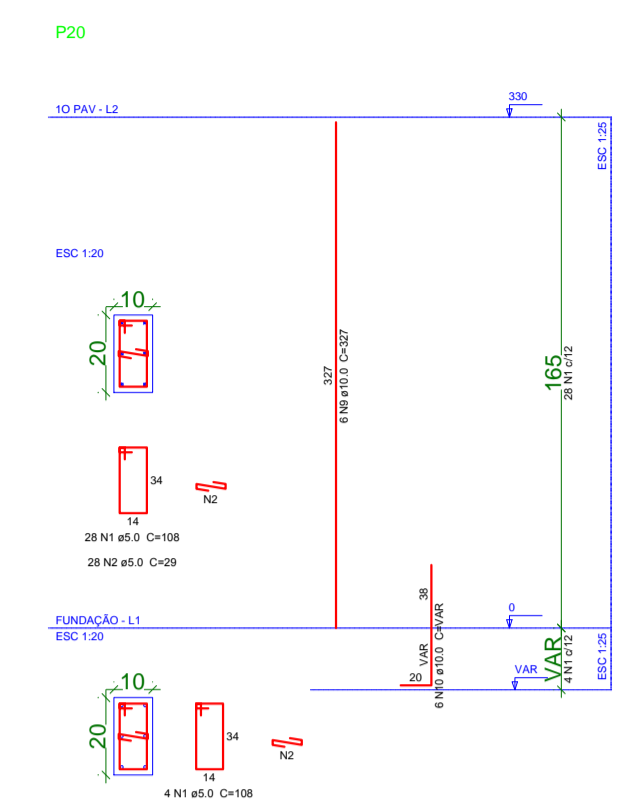 P20
330
1O PAV - L2
ESC 1:25
ESC 1:20
10
20
327
6 N9 ø10.0 C=327
165
28 N1 c/12
34
N2
14
28 N1 ø5.0 C=108
28 N2 ø5.0 C=29
38
VAR
20
6 N10 ø10.0 C=VAR
FUNDAÇÃO - L1
0
ESC 1:20
VAR
VAR
4 N1 c/12
ESC 1:25
10
20
34
N2
14
4 N1 ø5.0 C=108